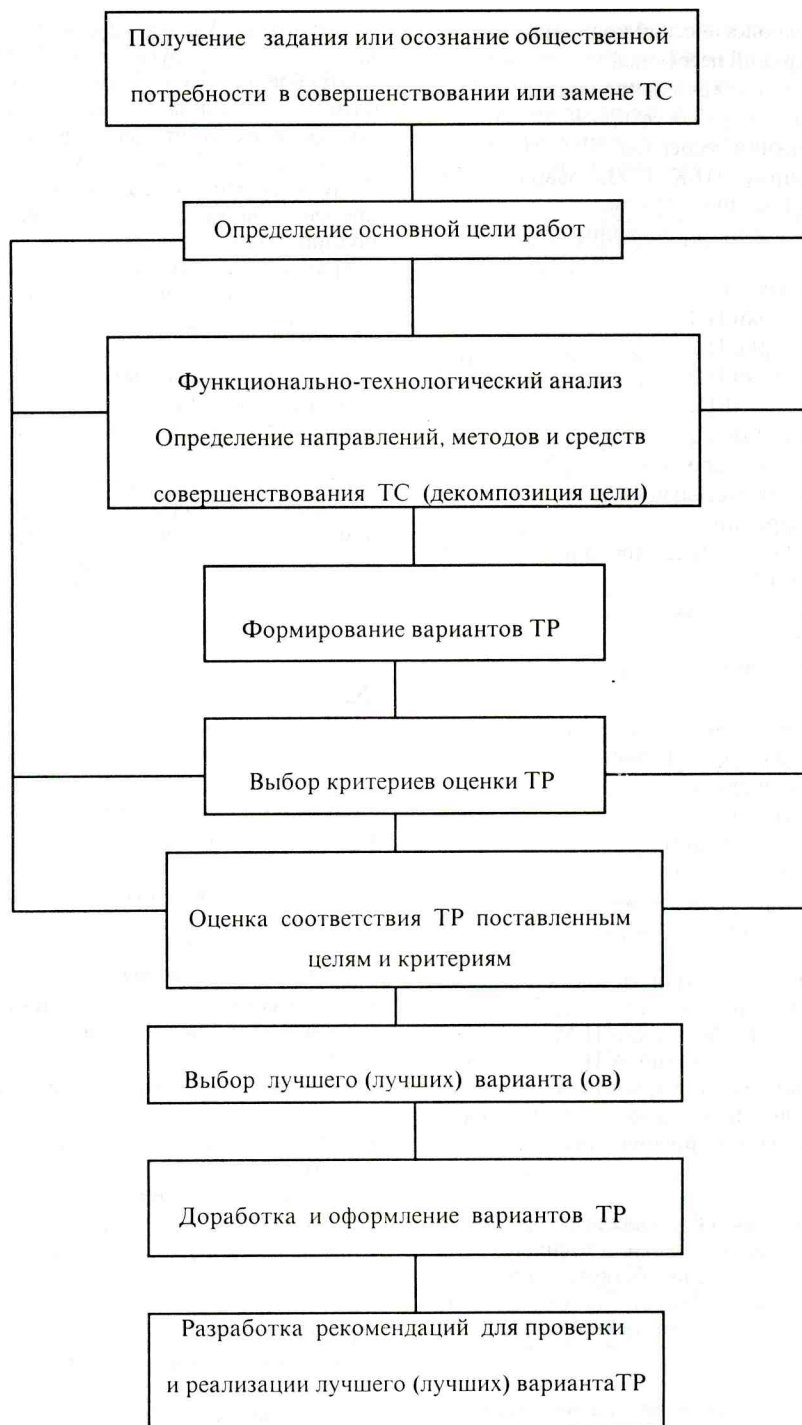 Получение задания или осознание общественной
потребности в совершенствовании или замене ТС
Определение основной цели работ
Функционально-технологический анализ
Определение направлений, методов и средств
совершенствования ТС (декомпозиция цели)
Формирование вариантов ТР
Выбор критериев оценки ТР
Оценка соответствия ТР поставленным
целям и критериям
Выбор лучшего (лучших) варианта (ов)
Доработка и оформление вариантов ТР
Разработка рекомендаций для проверки
и реализации лучшего (лучших) вариантаТР